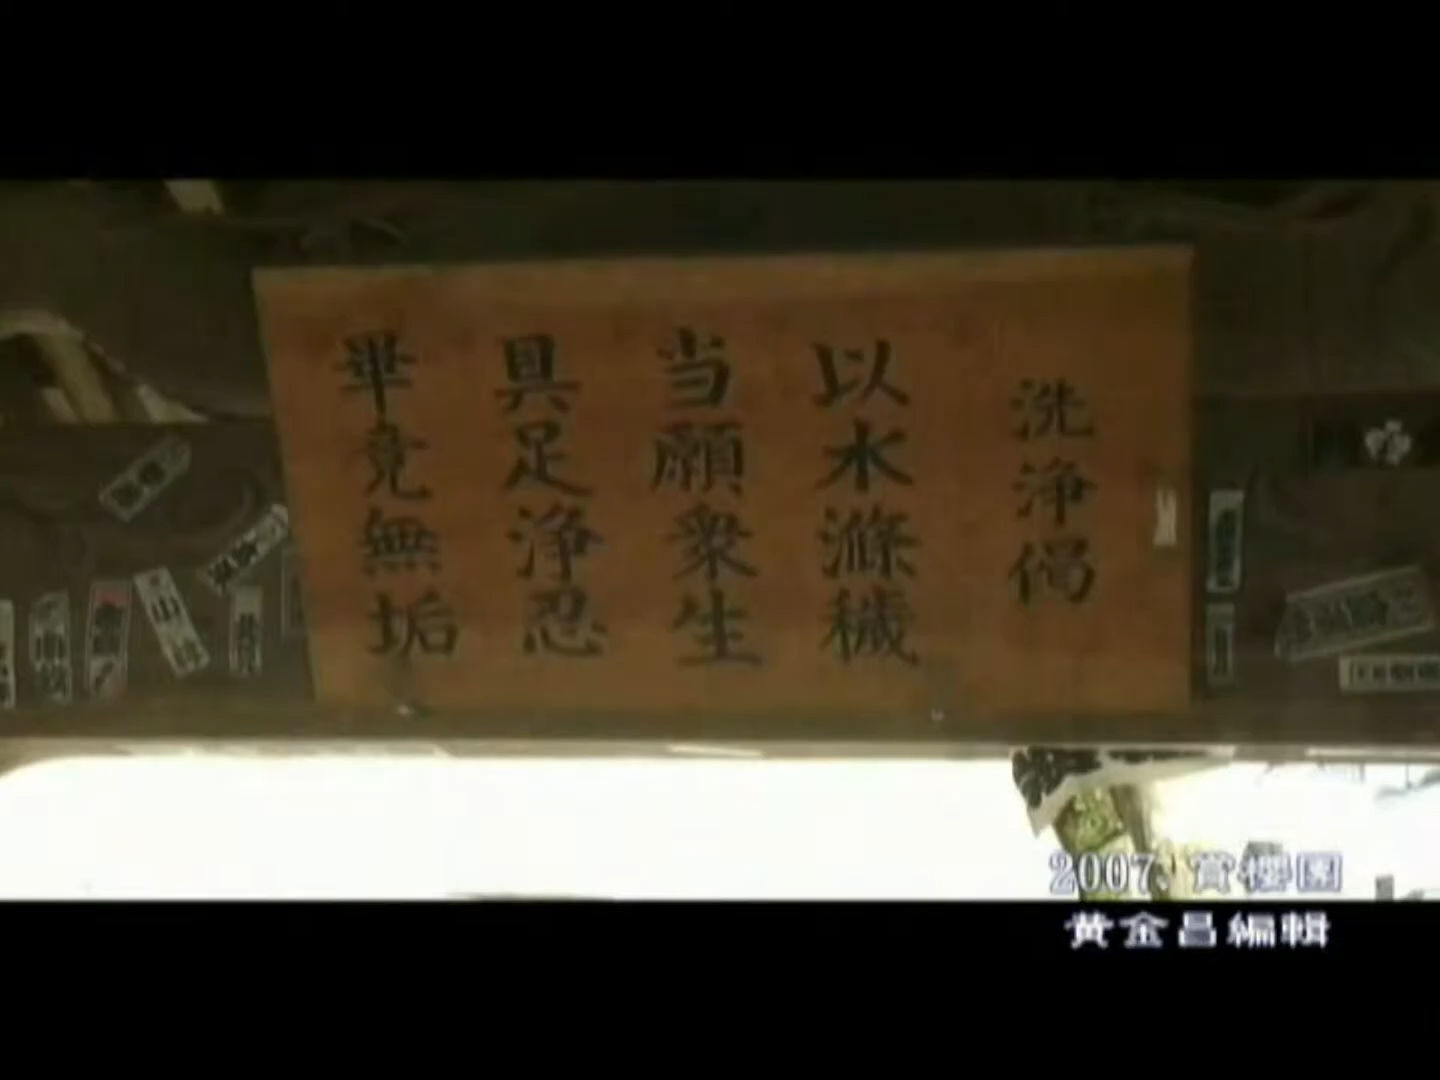 洗浄偈
以水滌穢
当願衆生
具足浄忍
畢竟無垢
2007、賞櫻團
黃金昌編輯